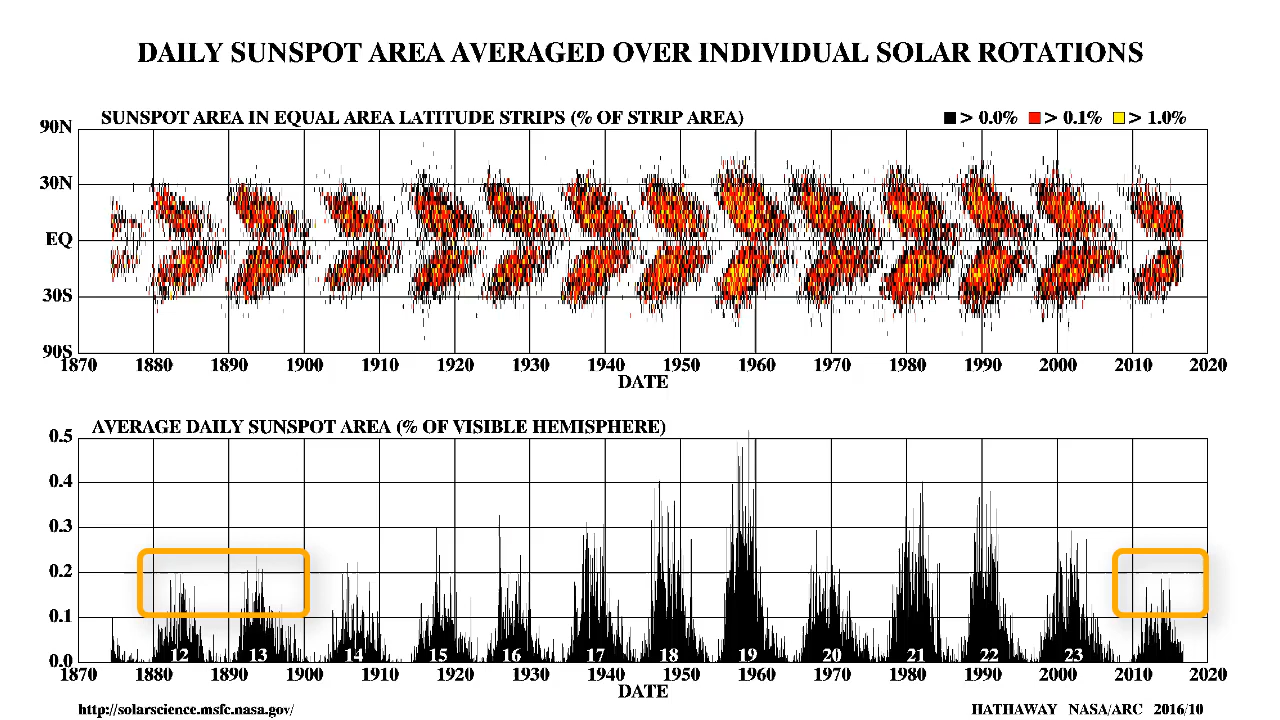 DAILY SUNSPOT AREA AVERAGED OVER INDIVIDUAL SOLAR ROTATIONS
SUNSPOT AREA IN EQUAL AREA LATITUDE STRIPS (% OF STRIP AREA)
> 0.0% > 0.1% > 1.0%
90N
30N
EQ
30S
90S
1870 1880 1890 1900 1910 1920 1930 1940 1950 1960 1970 1980 1990 2000 2010 2020
DATE
AVERAGE DAILY SUNSPOT AREA (% OF VISIBLE HEMISPHERE)
0.5
0.4
0.3
0.2
0.1
0.0
12 13 14 15 16 17 18 19 20 21 22 23
1870 1880 1890 1900 1910 1920 1930 1940 1950 1960 1970 1980 1990 2000 2010 2020
DATE
http://solarscience.msfc.nasa.gov/
HATHAWAY NASA/ARC 2016/10